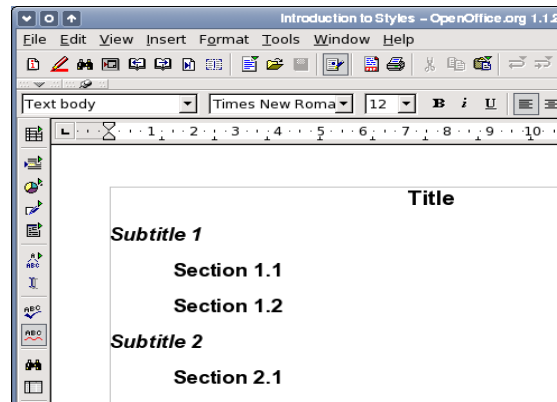 Introduction to Styles – OpenOffice.org 1.1.2
File Edit View Insert Format Tools Window Help
Text body Times New Roma 12 B i U
1 2 3 4 5 6 7 8 9 10
Title
Subtitle 1
Section 1.1
Section 1.2
Subtitle 2
Section 2.1